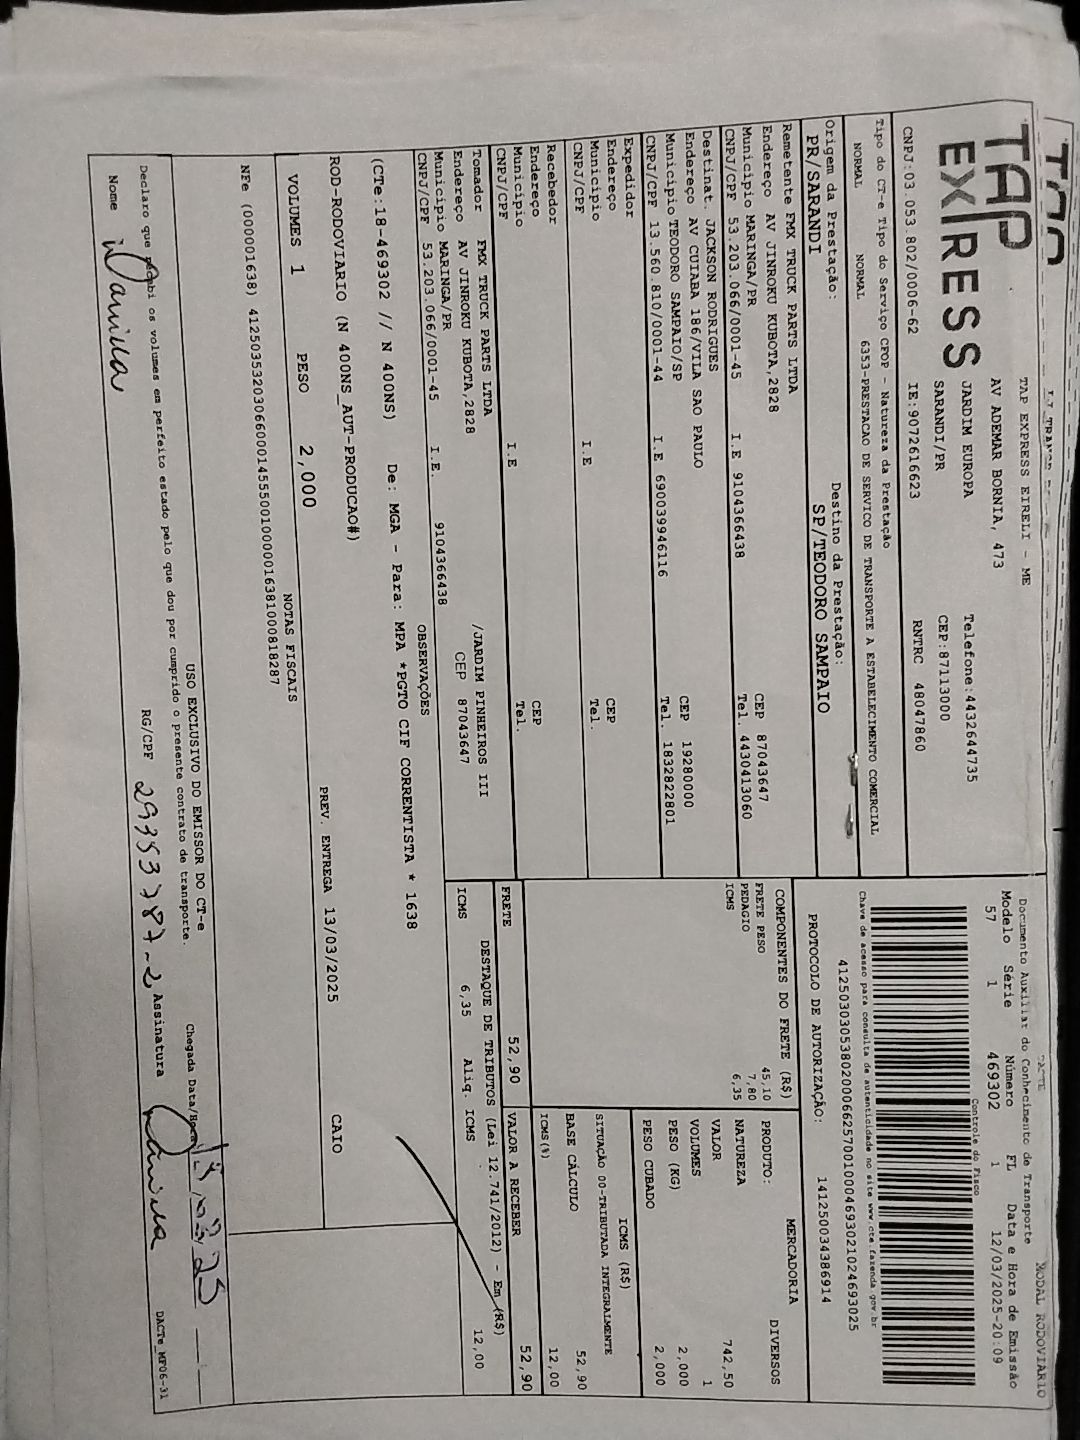 TAP
EXPRESS
TAP EXPRESS EIRELI - ME
AV ADEMAR BORNIA, 473
JARDIM EUROPA Telefone:4432644735
SARANDI/PR CEP:87113000
CNPJ:03.053.802/0006-62 IE:9072616623 RNTRC 48047860
MODAL RODOVIÁRIO
Documento Auxiliar do Conhecimento de Transporte
Modelo Série Número FL Data e Hora de Emissão
57 1 469302 1 12/03/2025-20:09
Controle do Fisco
Chave de acesso para consulta de autenticidade no site www.cte.fazenda.gov.br
41250303053802000662570010004693021024693025
PROTOCOLO DE AUTORIZAÇÃO: 141250034386914
Tipo do CT-e Tipo do Serviço CFOP - Natureza da Prestação
NORMAL NORMAL 6353-PRESTACAO DE SERVICO DE TRANSPORTE A ESTABELECIMENTO COMERCIAL
Origem da Prestação: Destino da Prestação:
PR/SARANDI SP/TEODORO SAMPAIO
Remetente FMX TRUCK PARTS LTDA
Endereço AV JINROKU KUBOTA,2828 CEP 87043647
Município MARINGA/PR Tel. 4430413060
CNPJ/CPF 53.203.066/0001-45 I.E 9104366438
Destinat. JACKSON RODRIGUES
Endereço AV CUIABA 186/VILA SAO PAULO CEP 19280000
Município TEODORO SAMPAIO/SP Tel. 1832822801
CNPJ/CPF 13.560.810/0001-44 I.E 690039946116
Expedidor
Endereço CEP
Município Tel.
CNPJ/CPF I.E
Recebedor
Endereço CEP
Município Tel.
CNPJ/CPF I.E
Tomador FMX TRUCK PARTS LTDA /JARDIM PINHEIROS III
Endereço AV JINROKU KUBOTA,2828 CEP 87043647
Município MARINGA/PR
CNPJ/CPF 53.203.066/0001-45 I.E. 9104366438
COMPONENTES DO FRETE (R$)
FRETE PESO 45,10
PEDAGIO 7,80
ICMS 6,35
FRETE 52,90
MERCADORIA
PRODUTO: DIVERSOS
NATUREZA
VALOR 742,50
VOLUMES 1
PESO (KG) 2,000
PESO CUBADO 2,000
ICMS (R$)
SITUAÇÃO 00-TRIBUTADA INTEGRALMENTE
BASE CÁLCULO 52,90
ICMS(%) 12,00
VALOR A RECEBER 52,90
DESTAQUE DE TRIBUTOS (Lei 12.741/2012) - Em (R$)
ICMS 6,35 Aliq. ICMS 12,00
OBSERVAÇÕES
(CTe:18-469302 // N 400NS) De: MGA - Para: MPA *PGTO CIF CORRENTISTA * 1638
ROD-RODOVIARIO (N 400NS_AUT-PRODUCAO#)
PREV. ENTREGA 13/03/2025 CAIO
VOLUMES 1 PESO 2,000
NOTAS FISCAIS
NFe (000001638) 41250353203066000145550010000016381000818287
USO EXCLUSIVO DO EMISSOR DO CT-e
Declaro que recebi os volumes em perfeito estado pelo que dou por cumprido o presente contrato de transporte.
Chegada Data/Hora
Nome Danilla RG/CPF 29353787-2 Assinatura Danilla
DACTe_MF06-31